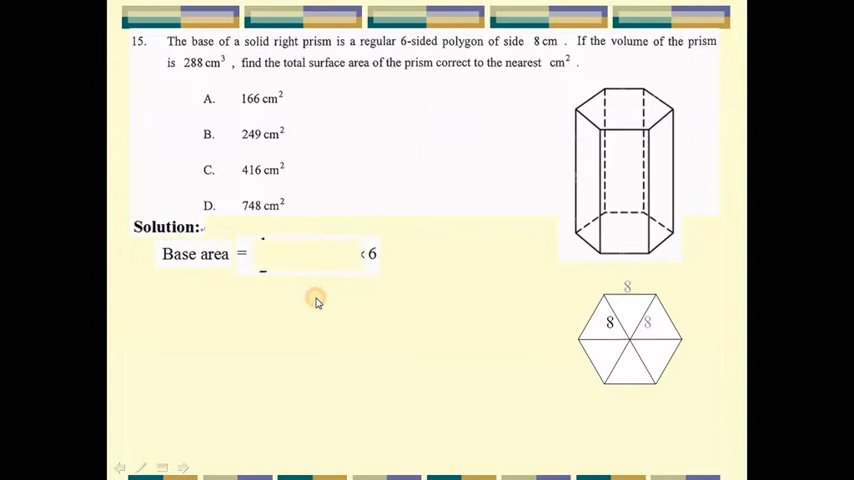 15. The base of a solid right prism is a regular 6-sided polygon of side 8 cm . If the volume of the prism
is 288 cm³ , find the total surface area of the prism correct to the nearest cm² .
A. 166 cm²
B. 249 cm²
C. 416 cm²
D. 748 cm²
Solution:
Base area = 6
8
8 8